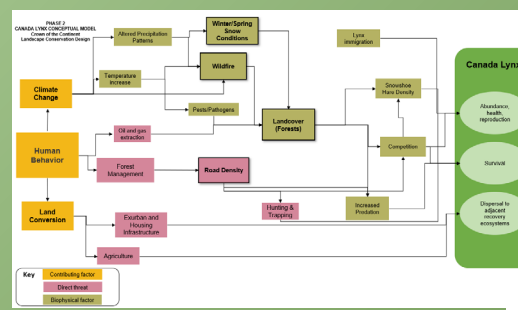 PHASE 2
CANADA LYNX CONCEPTUAL MODEL
Crown of the Continent
Landscape Conservation Design
Altered Precipitation
Patterns
Winter/Spring
Snow
Conditions
Lynx
immigration
Canada Lynx
Temperature
increase
Wildfire
Climate
Change
Snowshoe
Hare Density
Pests/Pathogens
Abundance,
health,
reproduction
Landcover
(Forests)
Oil and gas
extraction
Human
Behavior
Competition
Forest
Management
Road Density
Survival
Land
Conversion
Hunting &
Trapping
Increased
Predation
Exurban and
Housing
Infrastructure
Dispersal to
adjacent
recovery
ecosystems
Agriculture
Key
Contributing factor
Direct threat
Biophysical factor